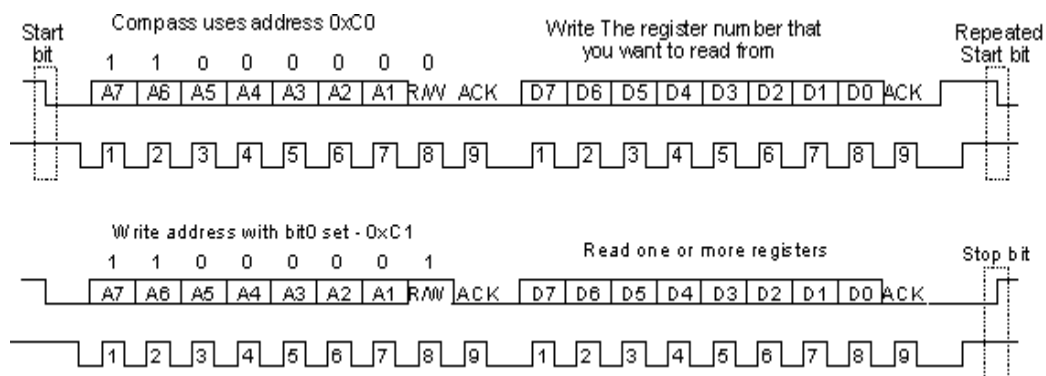 Start
bit
Compass uses address 0xC0
Write The register number that
you want to read from
Repeated
Start bit
1 1 0 0 0 0 0 0
A7 A6 A5 A4 A3 A2 A1 R/W ACK D7 D6 D5 D4 D3 D2 D1 D0 ACK
1 2 3 4 5 6 7 8 9 1 2 3 4 5 6 7 8 9
Write address with bit0 set - 0xC1
Read one or more registers
Stop bit
1 1 0 0 0 0 0 1
A7 A6 A5 A4 A3 A2 A1 R/W ACK D7 D6 D5 D4 D3 D2 D1 D0 ACK
1 2 3 4 5 6 7 8 9 1 2 3 4 5 6 7 8 9